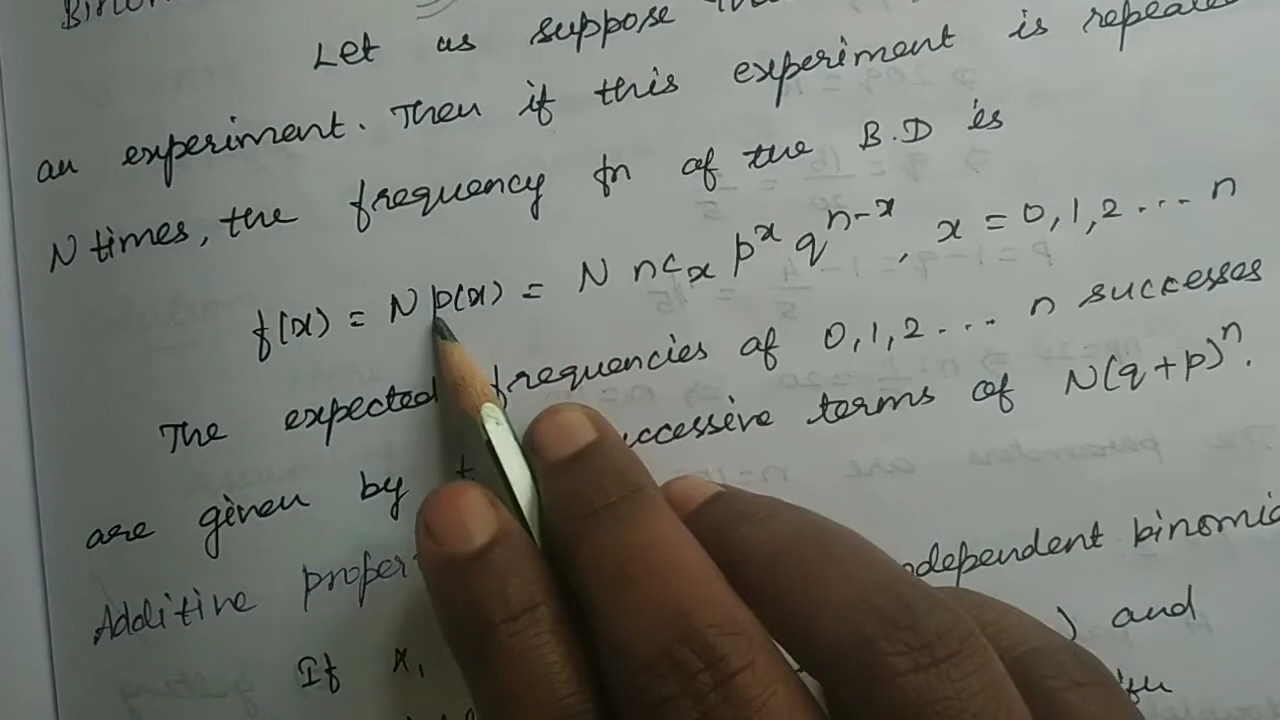 Let us suppose
an experiment. Then if this experiment is repeated
N times, the frequency fn of the B.D is
f(x) = N p(x) = N nCx p^x q^n-x, x = 0, 1, 2 ... n
The expected frequencies of 0, 1, 2 ... n successes
are given by successive terms of N(q+p)^n.
Additive independent
If X1 ) and